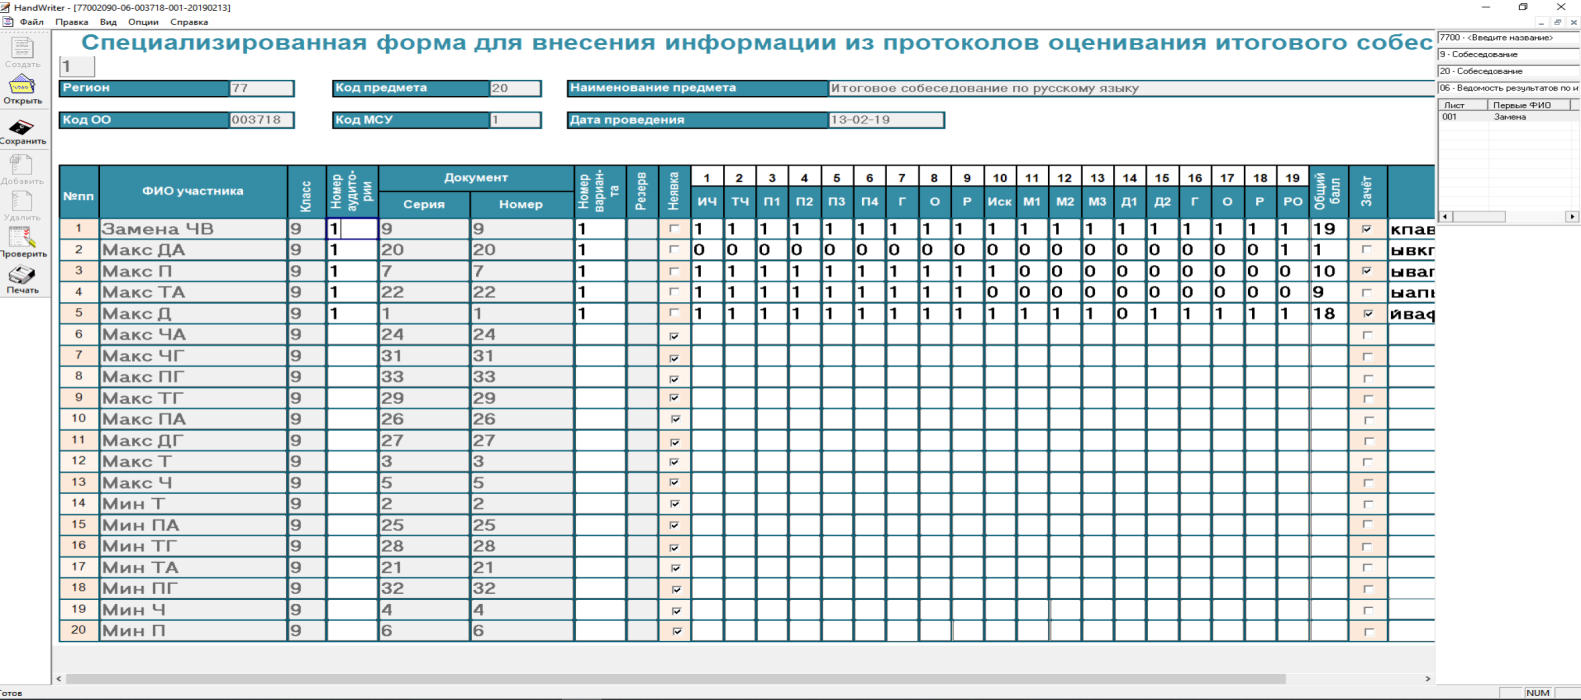 HandWriter - [77002090-06-003718-001-20190213]
Файл Правка Вид Опции Справка
Создать
Открыть
Сохранить
Добавить
Удалить
Проверить
Печать
Специализированная форма для внесения информации из протоколов оценивания итогового собес
1
Регион 77 Код предмета 20 Наименование предмета Итоговое собеседование по русскому языку
Код ОО 003718 Код МСУ 1 Дата проведения 13-02-19
№пп ФИО участника Класс Номер аудито-рии Документ Серия Номер Номер вариан-та Резерв Неявка 1 2 3 4 5 6 7 8 9 10 11 12 13 14 15 16 17 18 19 Общий балл Зачёт
ИЧ ТЧ П1 П2 П3 П4 Г О Р Иск М1 М2 М3 Д1 Д2 Г О Р РО
1 Замена ЧВ 9 1 9 9 1 1 1 1 1 1 1 1 1 1 1 1 1 1 1 1 1 1 1 1 19 кпав
2 Макс ДА 9 1 20 20 1 0 0 0 0 0 0 0 0 0 0 0 0 0 0 0 0 0 0 1 1 ывкг
3 Макс П 9 1 7 7 1 1 1 1 1 1 1 1 1 1 1 0 0 0 0 0 0 0 0 0 10 ываг
4 Макс ТА 9 1 22 22 1 1 1 1 1 1 1 1 1 1 0 0 0 0 0 0 0 0 0 0 9 ыапы
5 Макс Д 9 1 1 1 1 1 1 1 1 1 1 1 1 1 1 1 1 1 0 1 1 1 1 1 18 йваф
6 Макс ЧА 9 24 24
7 Макс ЧГ 9 31 31
8 Макс ПГ 9 33 33
9 Макс ТГ 9 29 29
10 Макс ПА 9 26 26
11 Макс ДГ 9 27 27
12 Макс Т 9 3 3
13 Макс Ч 9 5 5
14 Мин Т 9 2 2
15 Мин ПА 9 25 25
16 Мин ТГ 9 28 28
17 Мин ТА 9 21 21
18 Мин ПГ 9 32 32
19 Мин Ч 9 4 4
20 Мин П 9 6 6
7700 - <Введите название>
9 - Собеседование
20 - Собеседование
06 - Ведомость результатов по и
Лист Первые ФИО
001 Замена
Готов
NUM